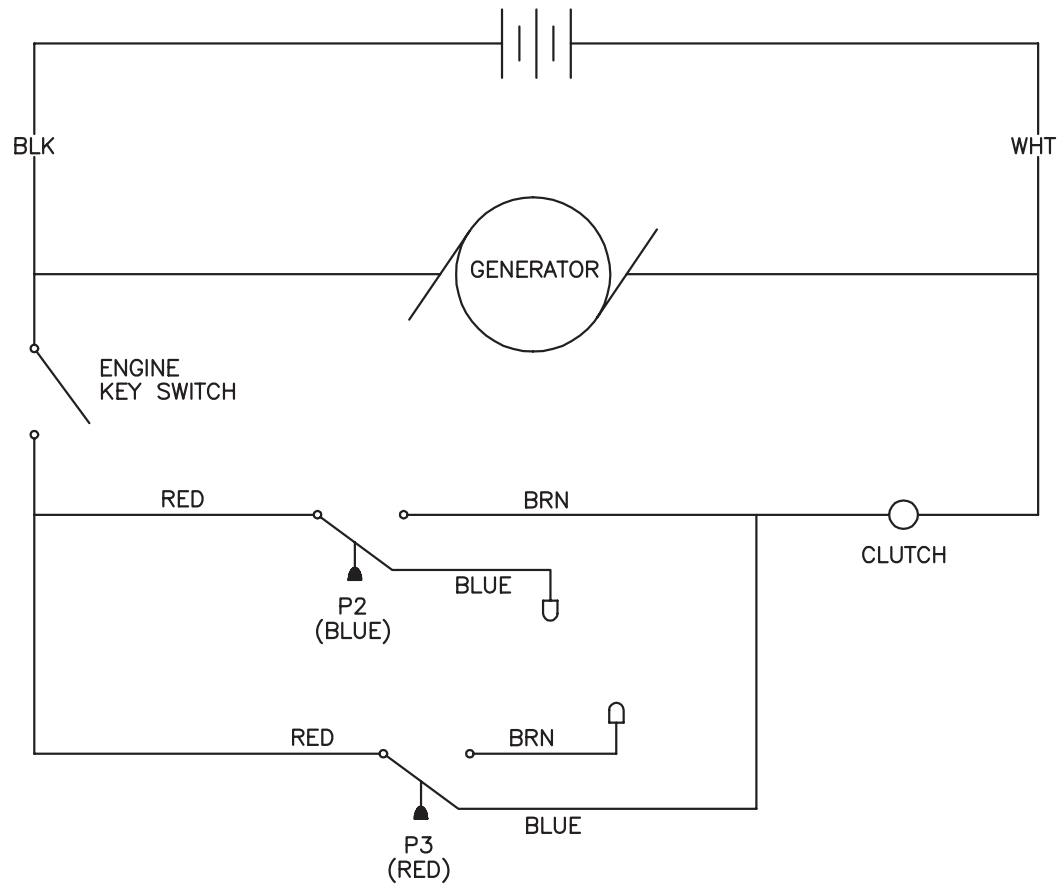 BLK
WHT
GENERATOR
ENGINE
KEY SWITCH
RED
BRN
CLUTCH
BLUE
P2
(BLUE)
RED
BRN
BLUE
P3
(RED)